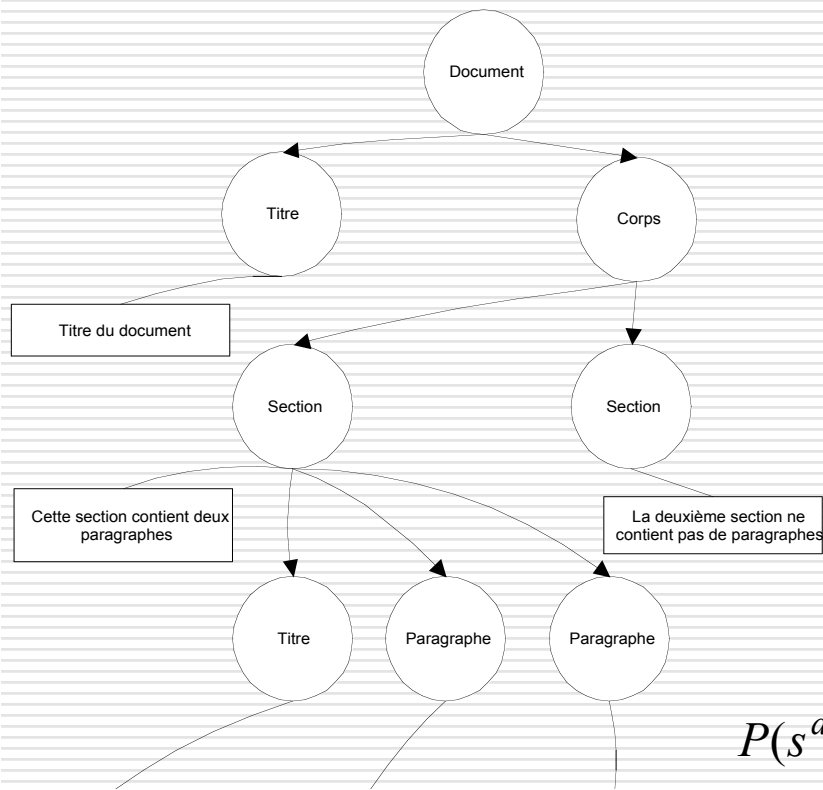 Document
Titre
Corps
Titre du document
Section
Section
Cette section contient deux
paragraphes
La deuxième section ne
contient pas de paragraphes
Titre
Paragraphe
Paragraphe
P(s